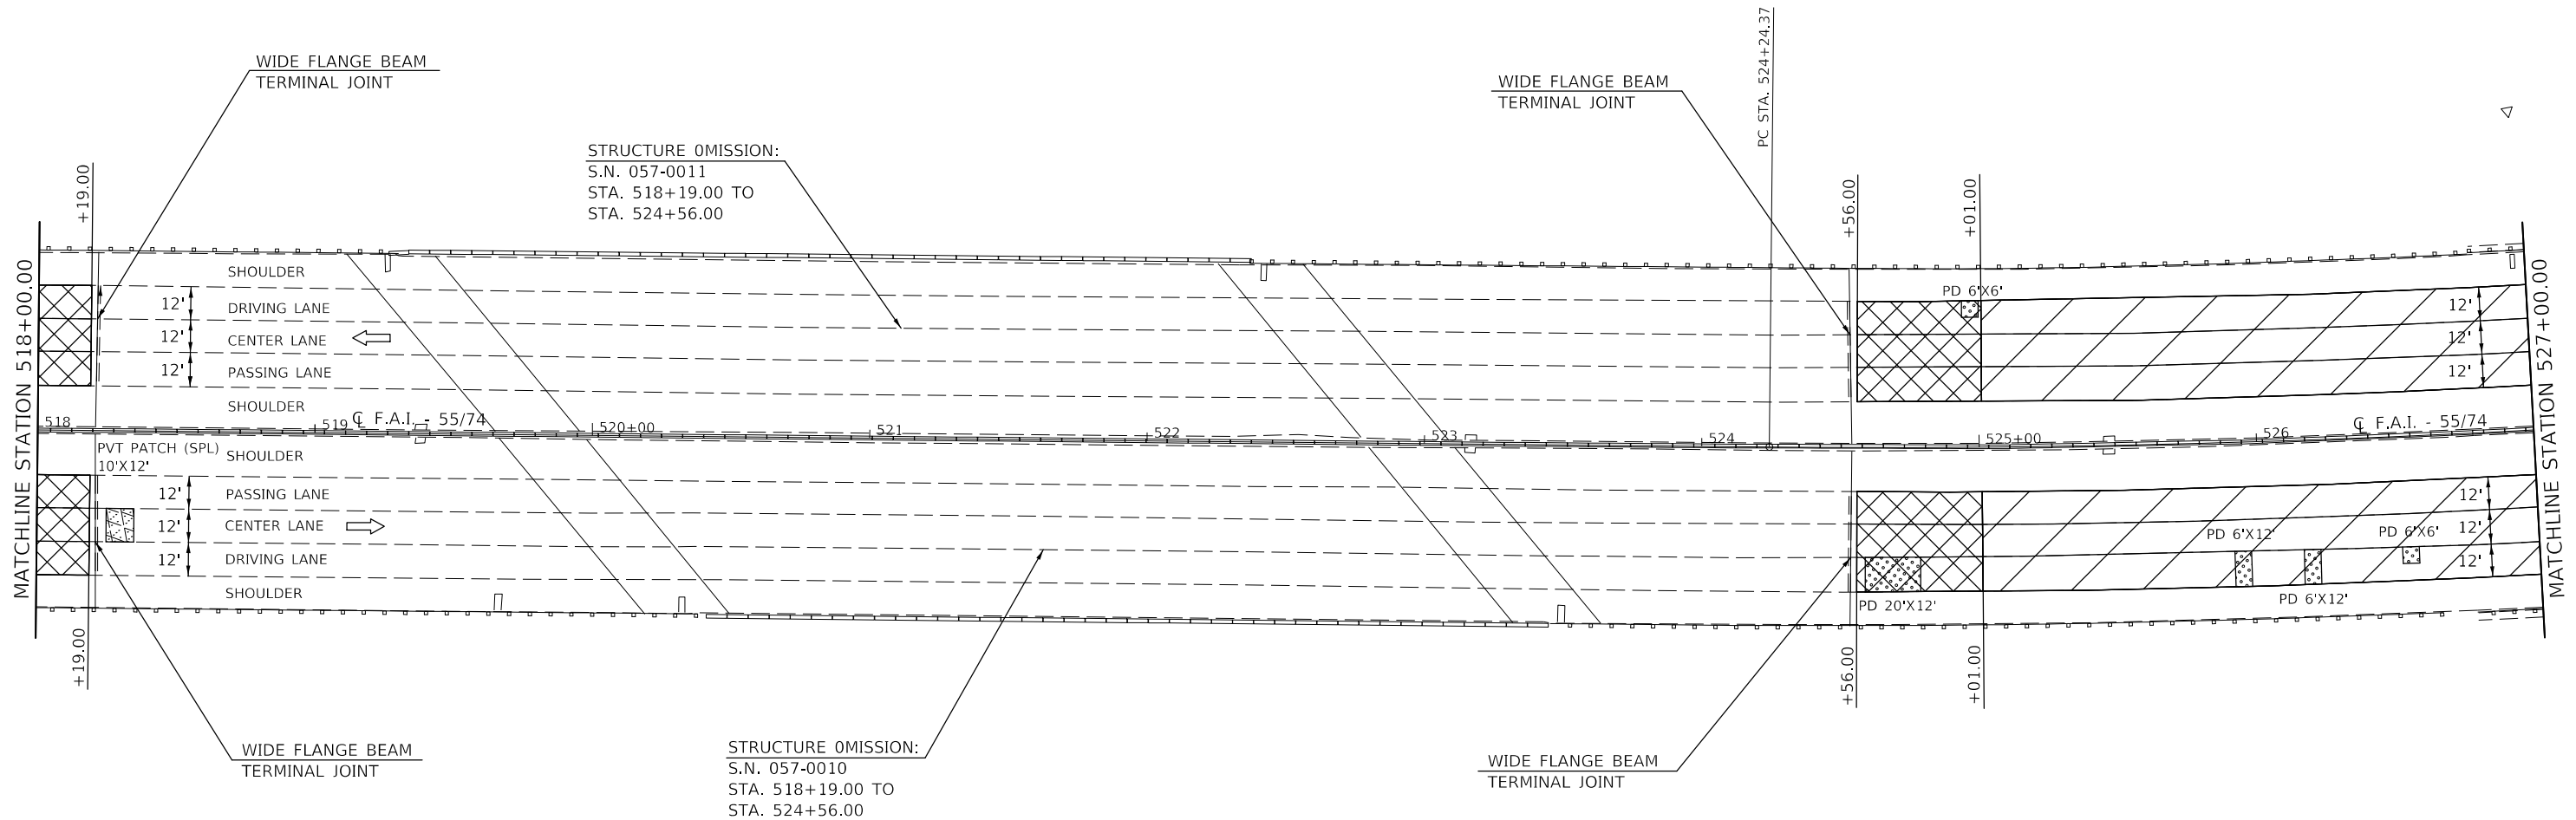 WIDE FLANGE BEAM
TERMINAL JOINT
WIDE FLANGE BEAM
TERMINAL JOINT
PC STA. 524+24.37
STRUCTURE 0MISSION:
S.N. 057-0011
STA. 518+19.00 TO
STA. 524+56.00
+19.00
+56.00
+01.00
MATCHLINE STATION 518+00.00
MATCHLINE STATION 527+00.00
SHOULDER
12' DRIVING LANE
12' CENTER LANE
12' PASSING LANE
SHOULDER
PD 6'X6'
12'
12'
12'
518
519
℄ F.A.I. - 55/74
520+00
521
522
523
524
525+00
526
℄ F.A.I. - 55/74
PVT PATCH (SPL)
10'X12'
SHOULDER
12' PASSING LANE
12' CENTER LANE
12' DRIVING LANE
SHOULDER
12'
12'
12'
PD 6'X12'
PD 6'X6'
PD 20'X12'
PD 6'X12'
+19.00
+56.00
+01.00
WIDE FLANGE BEAM
TERMINAL JOINT
STRUCTURE 0MISSION:
S.N. 057-0010
STA. 518+19.00 TO
STA. 524+56.00
WIDE FLANGE BEAM
TERMINAL JOINT